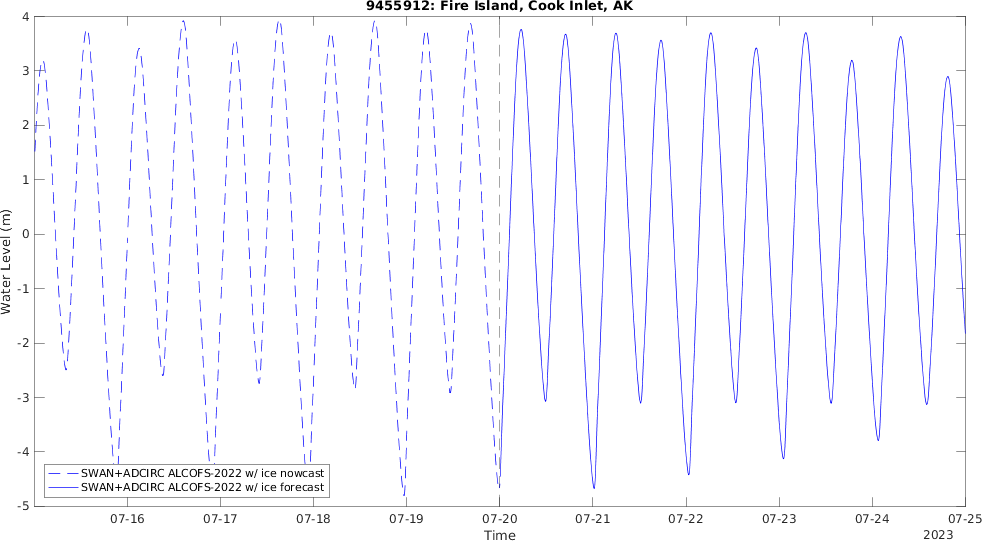 9455912: Fire Island, Cook Inlet, AK
4
3
2
1
0
-1
-2
-3
-4
-5
Water Level (m)
SWAN+ADCIRC ALCOFS-2022 w/ ice nowcast
SWAN+ADCIRC ALCOFS-2022 w/ ice forecast
07-16 07-17 07-18 07-19 07-20 07-21 07-22 07-23 07-24 07-25
Time
2023